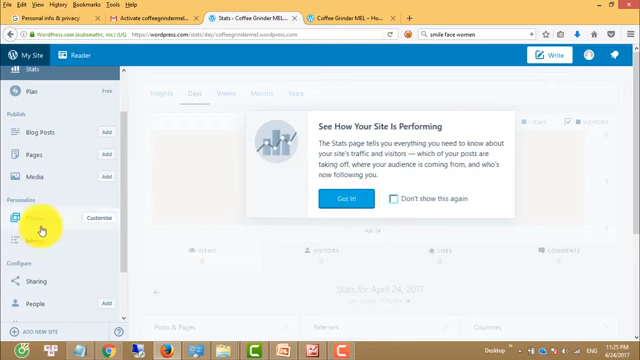 File Edit View History Bookmarks Tools Help
Personal info & privacy
Activate coffeegrindermel...
Stats ‹ Coffee Grinder MEL...
Coffee Grinder MEL – Ho...
WordPress.com (Automattic, Inc.) (US)
https://wordpress.com/stats/day/coffeegrindermel.wordpress.com
smile face women
My Site
Reader
Write
Stats
Plan
Free
Publish
Blog Posts
Add
Pages
Add
Media
Add
Personalize
Customize
Configure
Sharing
People
Add
ADD NEW SITE
Insights
Days
Weeks
Months
Years
VIEWS
VISITORS
See How Your Site is Performing
The Stats page tells you everything you need to know about
your site's traffic and visitors — which of your posts are
taking off, where your audience is coming from, and who's
now following you.
Got It!
Don't show this again
Apr 24
VIEWS
0
VISITORS
0
LIKES
0
COMMENTS
0
Stats for April 24, 2017
Posts & Pages
Referrers
Countries
11:25 PM
4/24/2017